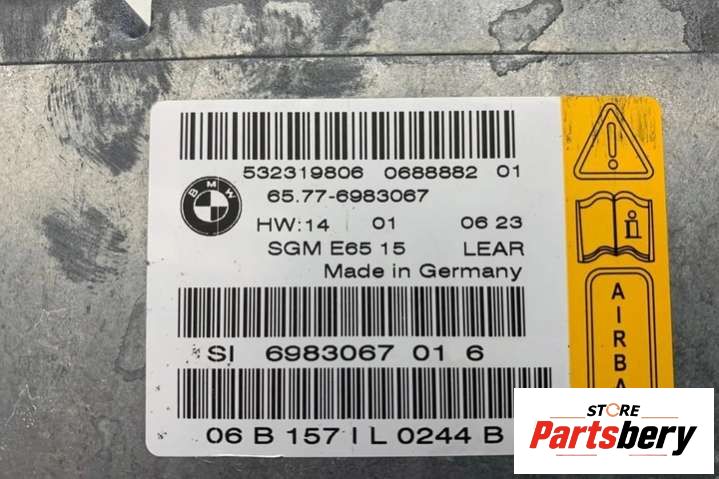 532319806 0688882 01
65.77-6983067
BMW
HW:14 01 06 23
SGM E65 15 LEAR
Made in Germany
SI 6983067 01 6
06 B 157 I L 0244 B
AIRBA
STORE
Partsbery